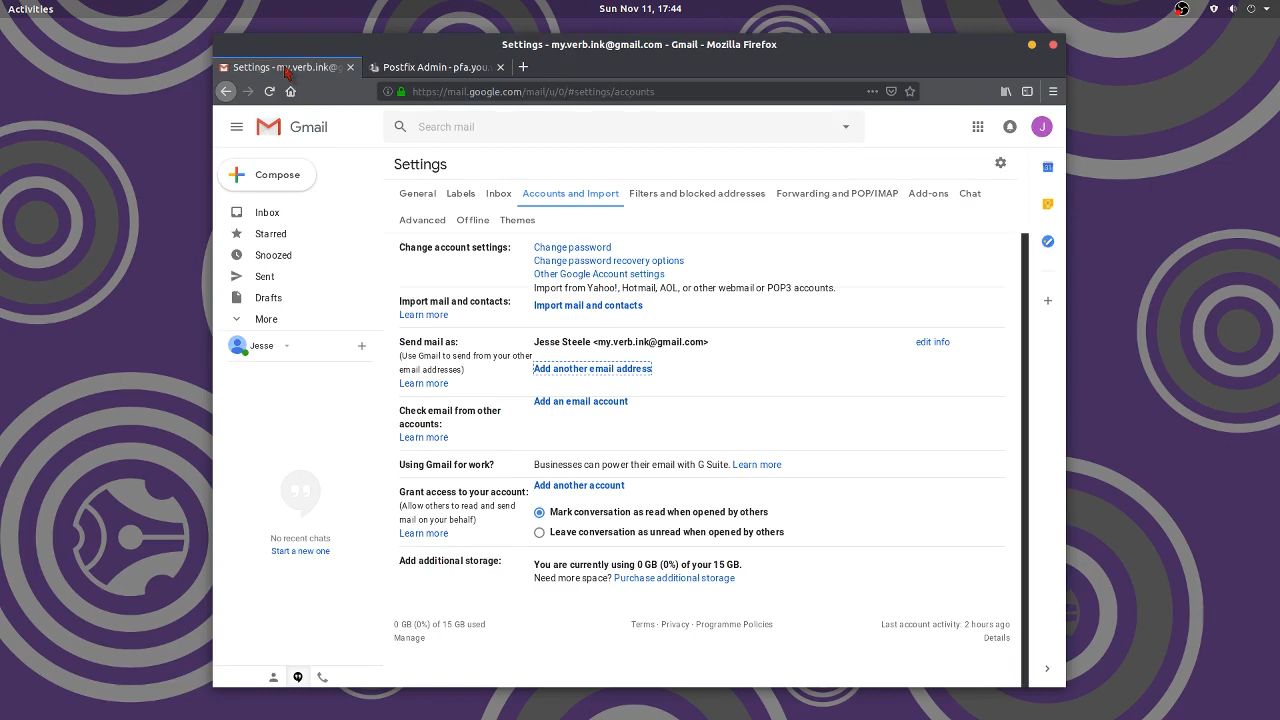 Activities
Sun Nov 11, 17:44
Settings - my.verb.ink@gmail.com - Gmail - Mozilla Firefox
Settings - my.verb.ink@g
Postfix Admin - pfa.you
https://mail.google.com/mail/u/0/#settings/accounts
Gmail
Search mail
J
Compose
Inbox
Starred
Snoozed
Sent
Drafts
More
Jesse
No recent chats
Start a new one
Settings
General Labels Inbox Accounts and Import Filters and blocked addresses Forwarding and POP/IMAP Add-ons Chat
Advanced Offline Themes
Change account settings:
Change password
Change password recovery options
Other Google Account settings
Import mail and contacts:
Learn more
Import from Yahoo!, Hotmail, AOL, or other webmail or POP3 accounts.
Import mail and contacts
Send mail as:
(Use Gmail to send from your other
email addresses)
Learn more
Jesse Steele <my.verb.ink@gmail.com>
edit info
Add another email address
Check email from other
accounts:
Learn more
Add an email account
Using Gmail for work?
Businesses can power their email with G Suite. Learn more
Grant access to your account:
(Allow others to read and send
mail on your behalf)
Learn more
Add another account
Mark conversation as read when opened by others
Leave conversation as unread when opened by others
Add additional storage:
You are currently using 0 GB (0%) of your 15 GB.
Need more space? Purchase additional storage
0 GB (0%) of 15 GB used
Manage
Terms · Privacy · Programme Policies
Last account activity: 2 hours ago
Details
31